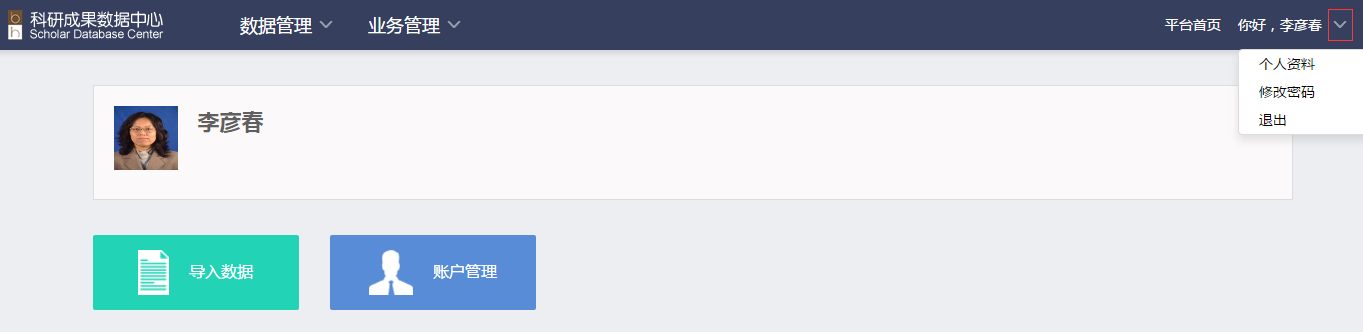 科研成果数据中心
Scholar Database Center
数据管理
业务管理
平台首页
你好，李彦春
个人资料
修改密码
退出
李彦春
导入数据
账户管理